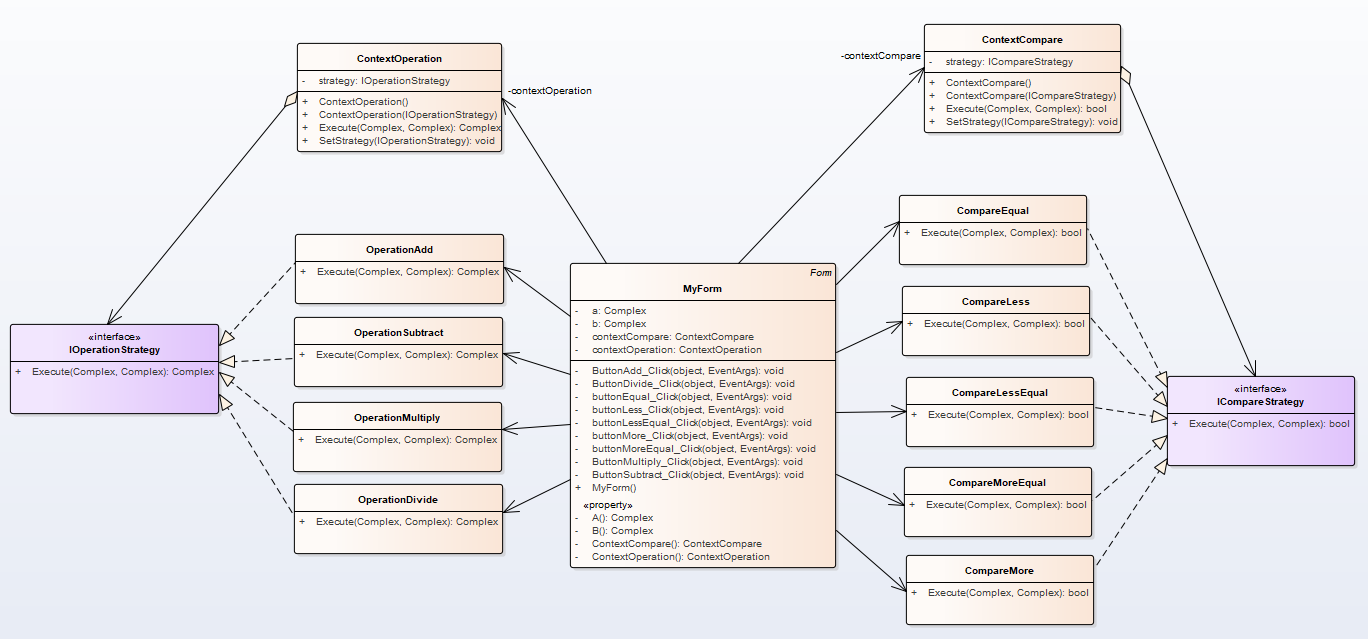 ContextOperation
- strategy: IOperationStrategy
+ ContextOperation()
+ ContextOperation(IOperationStrategy)
+ Execute(Complex, Complex): Complex
+ SetStrategy(IOperationStrategy): void
-contextOperation
-contextCompare
ContextCompare
- strategy: ICompareStrategy
+ ContextCompare()
+ ContextCompare(ICompareStrategy)
+ Execute(Complex, Complex): bool
+ SetStrategy(ICompareStrategy): void
OperationAdd
+ Execute(Complex, Complex): Complex
OperationSubtract
+ Execute(Complex, Complex): Complex
OperationMultiply
+ Execute(Complex, Complex): Complex
OperationDivide
+ Execute(Complex, Complex): Complex
«interface»
IOperationStrategy
+ Execute(Complex, Complex): Complex
Form
MyForm
- a: Complex
- b: Complex
- contextCompare: ContextCompare
- contextOperation: ContextOperation
- ButtonAdd_Click(object, EventArgs): void
- ButtonDivide_Click(object, EventArgs): void
- buttonEqual_Click(object, EventArgs): void
- buttonLess_Click(object, EventArgs): void
- buttonLessEqual_Click(object, EventArgs): void
- buttonMore_Click(object, EventArgs): void
- buttonMoreEqual_Click(object, EventArgs): void
- ButtonMultiply_Click(object, EventArgs): void
- ButtonSubtract_Click(object, EventArgs): void
+ MyForm()
«property»
- A(): Complex
- B(): Complex
- ContextCompare(): ContextCompare
- ContextOperation(): ContextOperation
CompareEqual
+ Execute(Complex, Complex): bool
CompareLess
+ Execute(Complex, Complex): bool
CompareLessEqual
+ Execute(Complex, Complex): bool
CompareMoreEqual
+ Execute(Complex, Complex): bool
CompareMore
+ Execute(Complex, Complex): bool
«interface»
ICompareStrategy
+ Execute(Complex, Complex): bool